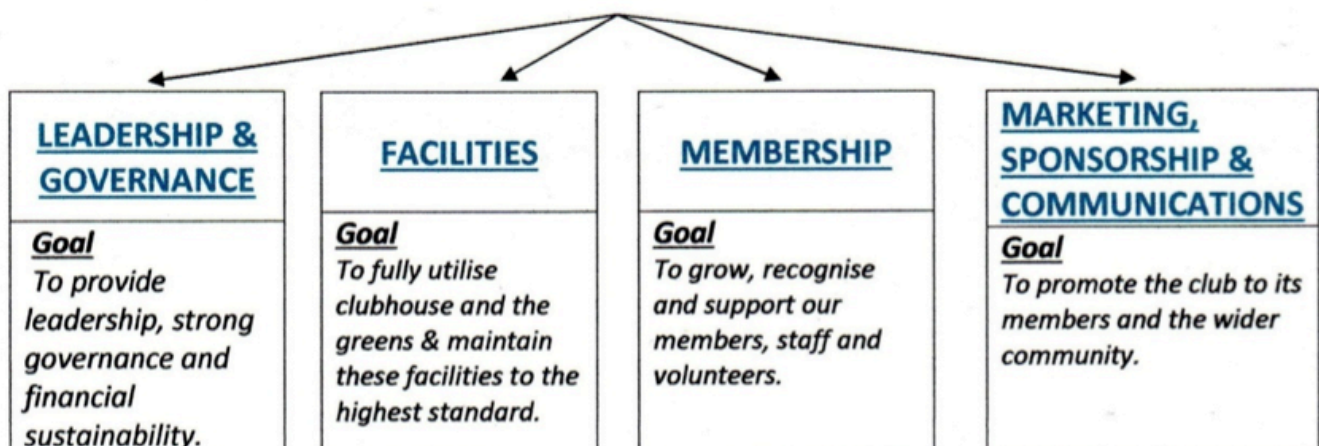 LEADERSHIP &
GOVERNANCE
Goal
To provide
leadership, strong
governance and
financial
sustainability.
FACILITIES
Goal
To fully utilise
clubhouse and the
greens & maintain
these facilities to the
highest standard.
MEMBERSHIP
Goal
To grow, recognise
and support our
members, staff and
volunteers.
MARKETING,
SPONSORSHIP &
COMMUNICATIONS
Goal
To promote the club to its
members and the wider
community.